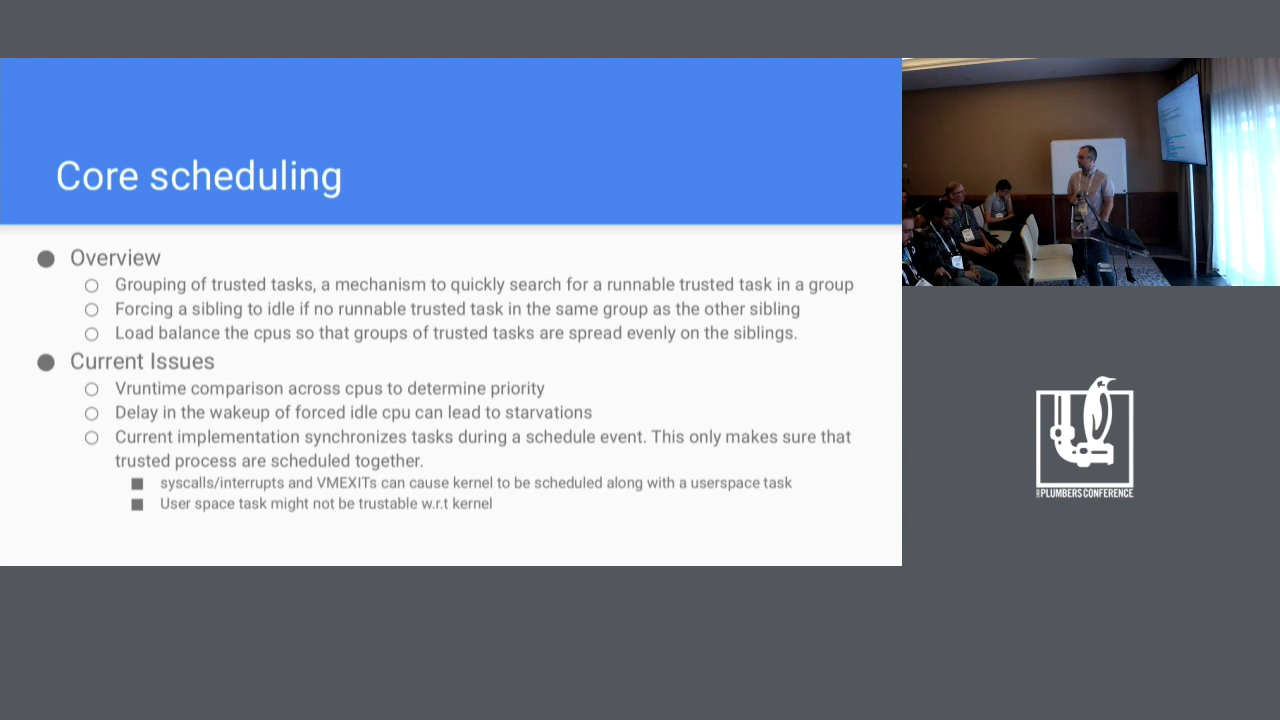 Core scheduling
Overview
Grouping of trusted tasks, a mechanism to quickly search for a runnable trusted task in a group
Forcing a sibling to idle if no runnable trusted task in the same group as the other sibling
Load balance the cpus so that groups of trusted tasks are spread evenly on the siblings.
Current Issues
Vruntime comparison across cpus to determine priority
Delay in the wakeup of forced idle cpu can lead to starvations
Current implementation synchronizes tasks during a schedule event. This only makes sure that
trusted process are scheduled together.
syscalls/interrupts and VMEXITs can cause kernel to be scheduled along with a userspace task
User space task might not be trustable w.r.t kernel
PLUMBERS CONFERENCE